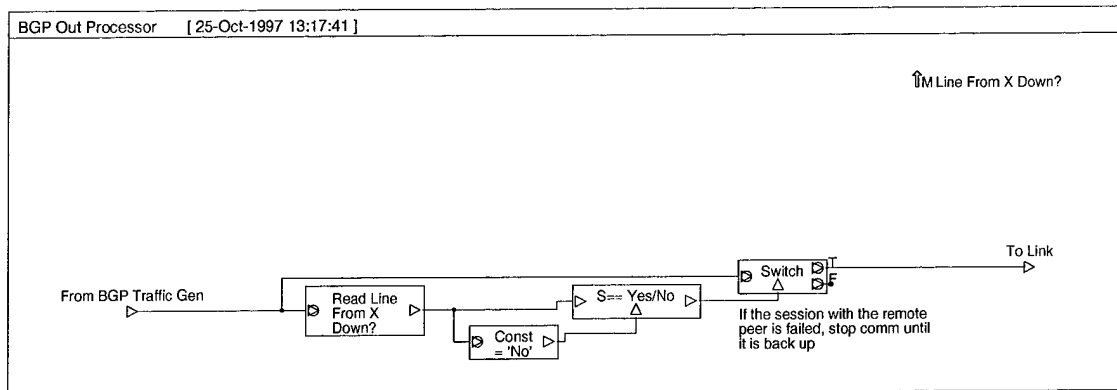 BGP Out Processor [ 25-Oct-1997 13:17:41 ]
⇑M Line From X Down?
To Link
T
Switch
F
From BGP Traffic Gen
Read Line
From X
Down?
S== Yes/No
Const
= 'No'
If the session with the remote
peer is failed, stop comm until
it is back up